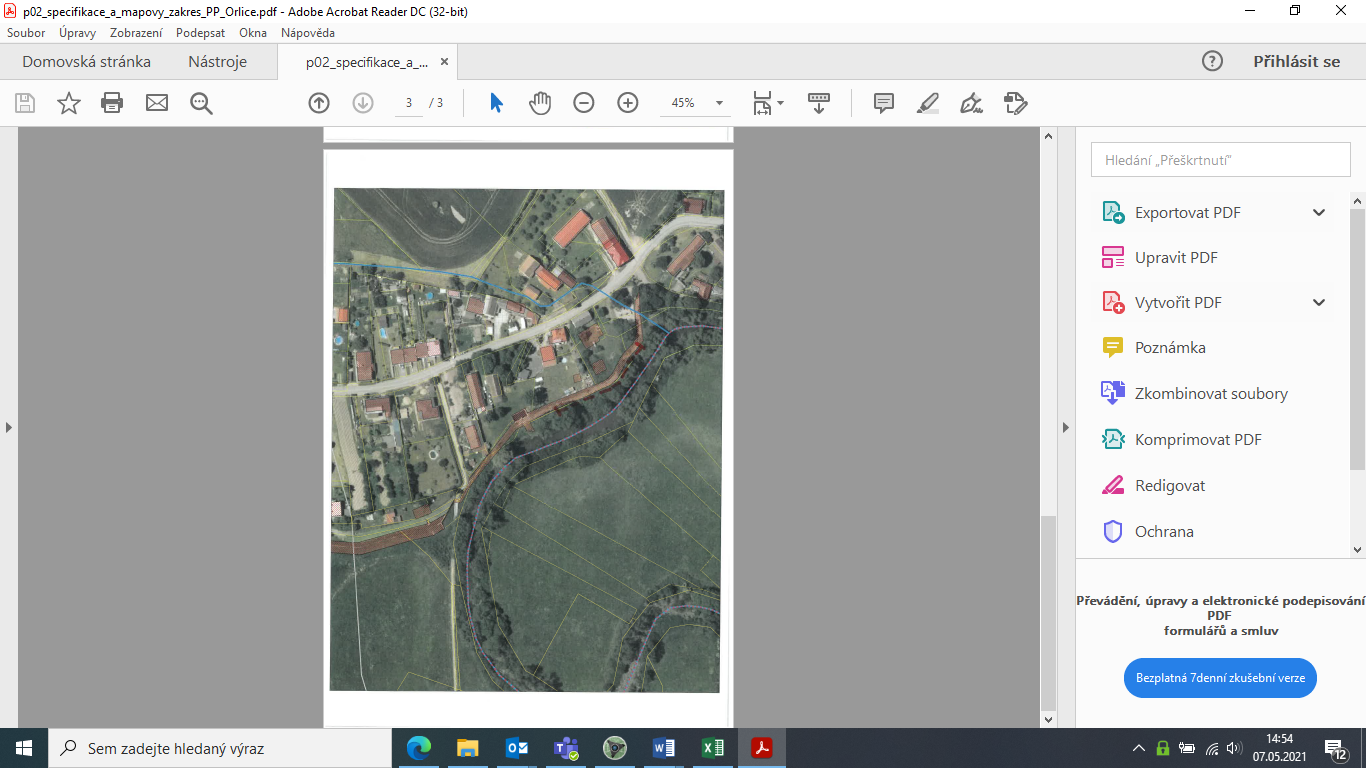 p02_specifikace_a_mapovy_zakres_PP_Orlice.pdf - Adobe Acrobat Reader DC (32-bit)
Soubor Úpravy Zobrazení Podepsat Okna Nápověda
Domovská stránka Nástroje p02_specifikace_a_... × ? Přihlásit se
3 / 3 45%
Hledání „Přeškrtnutí"
Exportovat PDF
Upravit PDF
Vytvořit PDF
Poznámka
Zkombinovat soubory
Komprimovat PDF
Redigovat
Ochrana
Převádění, úpravy a elektronické podepisování
PDF
formulářů a smluv
Bezplatná 7denní zkušební verze
Sem zadejte hledaný výraz
14:54
07.05.2021
12